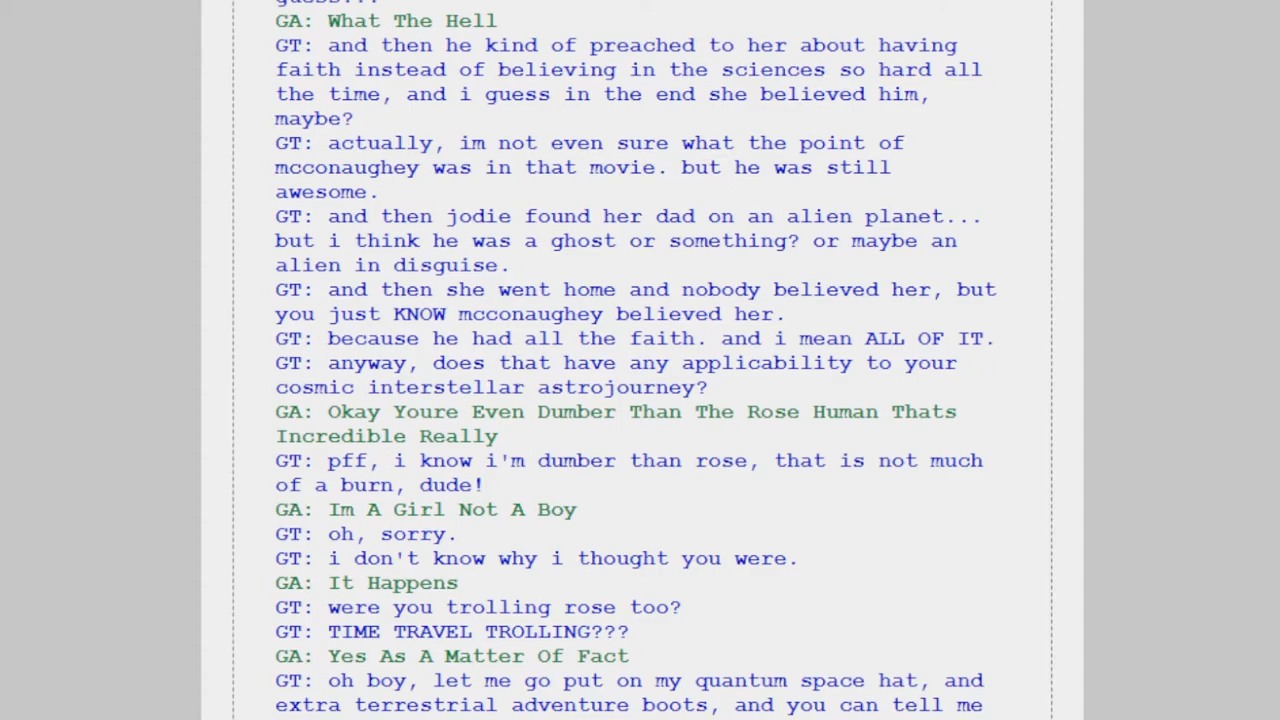 guess...
GA: What The Hell
GT: and then he kind of preached to her about having
faith instead of believing in the sciences so hard all
the time, and i guess in the end she believed him,
maybe?
GT: actually, im not even sure what the point of
mcconaughey was in that movie. but he was still
awesome.
GT: and then jodie found her dad on an alien planet...
but i think he was a ghost or something? or maybe an
alien in disguise.
GT: and then she went home and nobody believed her, but
you just KNOW mcconaughey believed her.
GT: because he had all the faith. and i mean ALL OF IT.
GT: anyway, does that have any applicability to your
cosmic interstellar astrojourney?
GA: Okay Youre Even Dumber Than The Rose Human Thats
Incredible Really
GT: pff, i know i'm dumber than rose, that is not much
of a burn, dude!
GA: Im A Girl Not A Boy
GT: oh, sorry.
GT: i don't know why i thought you were.
GA: It Happens
GT: were you trolling rose too?
GT: TIME TRAVEL TROLLING???
GA: Yes As A Matter Of Fact
GT: oh boy, let me go put on my quantum space hat, and
extra terrestrial adventure boots, and you can tell me